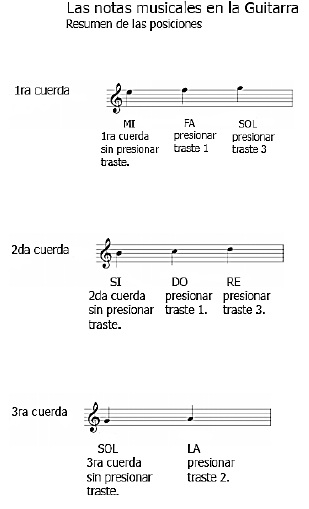 Las notas musicales en la Guitarra
Resumen de las posiciones
1ra cuerda
MI FA SOL
1ra cuerda presionar presionar
sin presionar traste 1 traste 3
traste.
2da cuerda
SI DO RE
2da cuerda presionar presionar
sin presionar traste 1. traste 3.
traste.
3ra cuerda
SOL LA
3ra cuerda presionar
sin presionar traste 2.
traste.